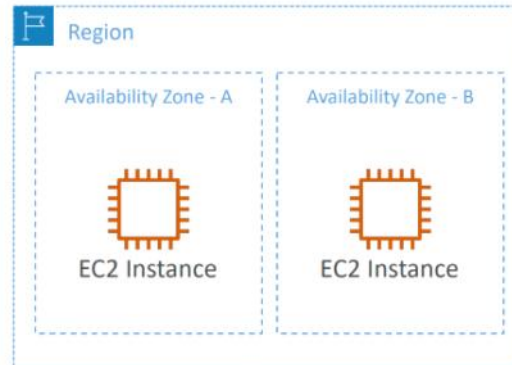 Region
Availability Zone - A
Availability Zone - B
EC2 Instance
EC2 Instance